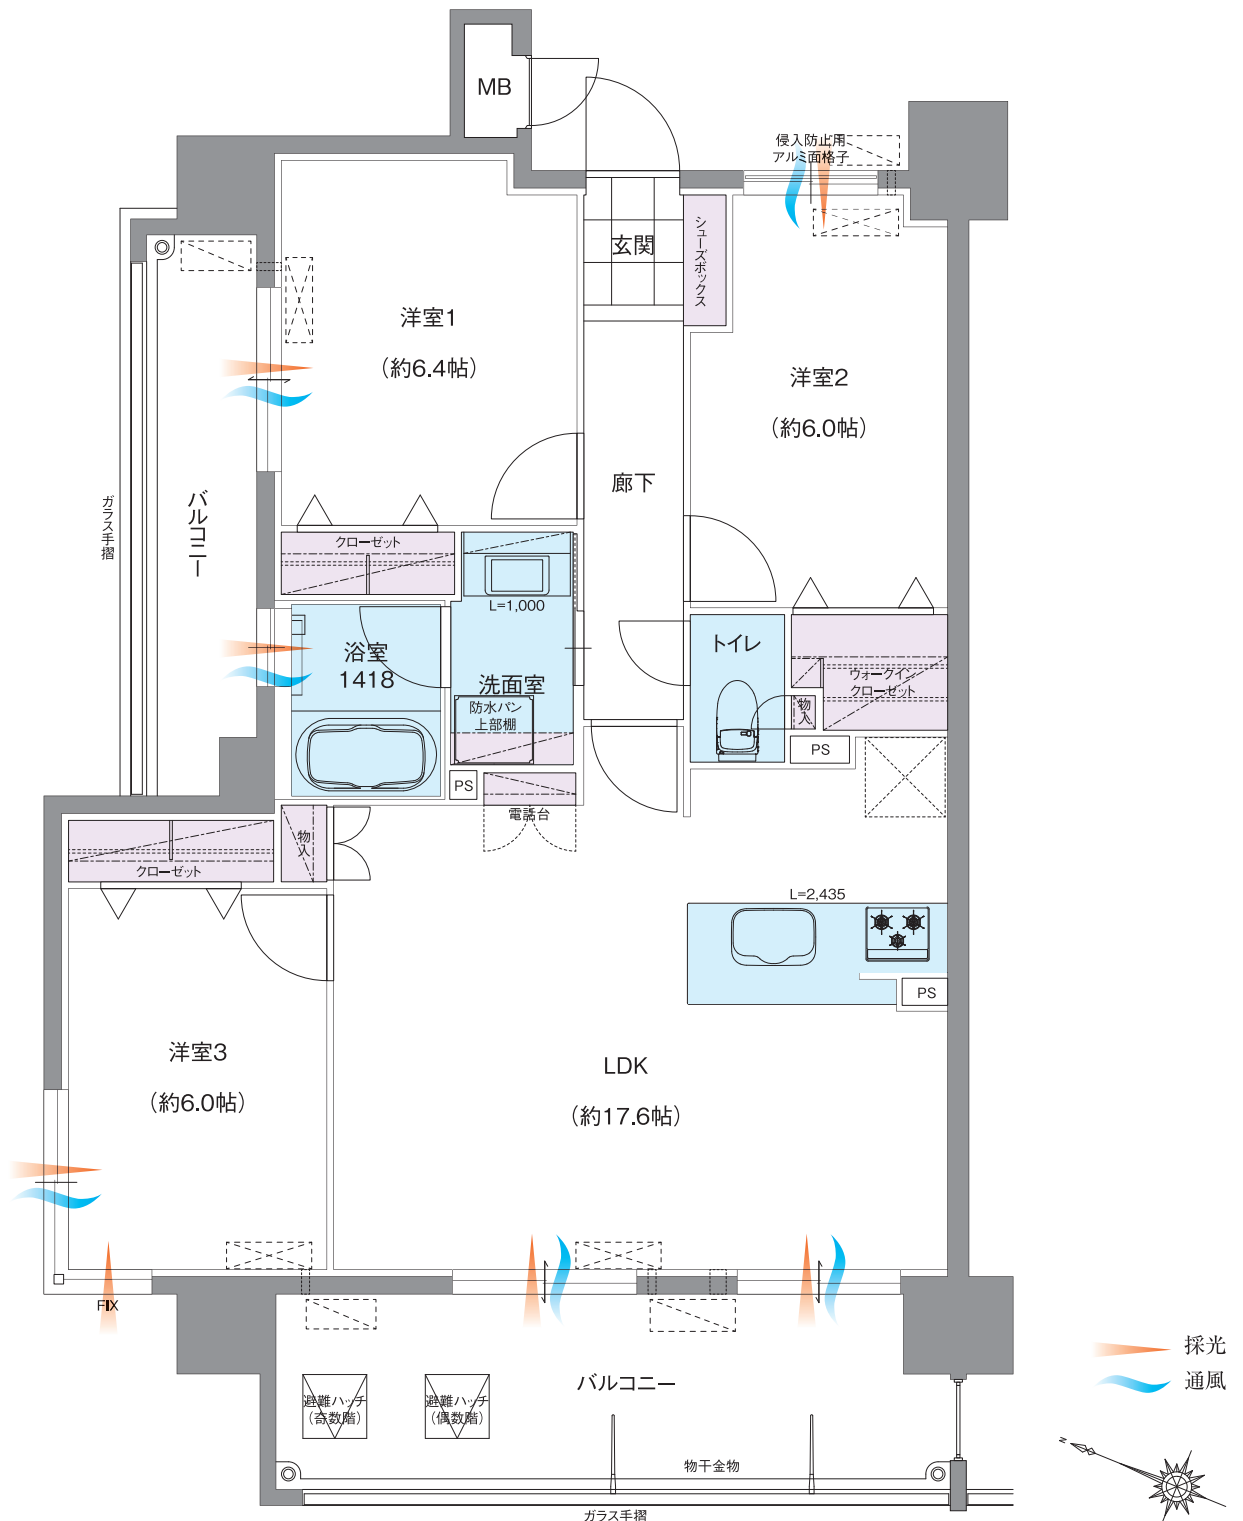 MB
侵入防止用
アルミ面格子
玄関
シューズボックス
洋室1
(約6.4帖)
洋室2
(約6.0帖)
廊下
ガラス手摺
バルコニー
クローゼット
L=1,000
浴室
1418
洗面室
防水パン
上部棚
トイレ
ウォークイン
クローゼット
物入
PS
PS
電話台
物入
クローゼット
L=2,435
PS
洋室3
(約6.0帖)
LDK
(約17.6帖)
FIX
採光
通風
バルコニー
避難ハッチ
(奇数階)
避難ハッチ
(偶数階)
物干金物
ガラス手摺
N